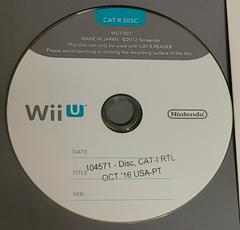 CAT-R DISC
WUT-007
MADE IN JAPAN ©2012 Nintendo
This disc can only be used with CAT-R READER
Please avoid touching or dirtying the recording surface of the disc
Wii U
Nintendo
DATE
104571 - Disc, CAT-I RTL
TITLE
OCT '16 USA-PT
VER.